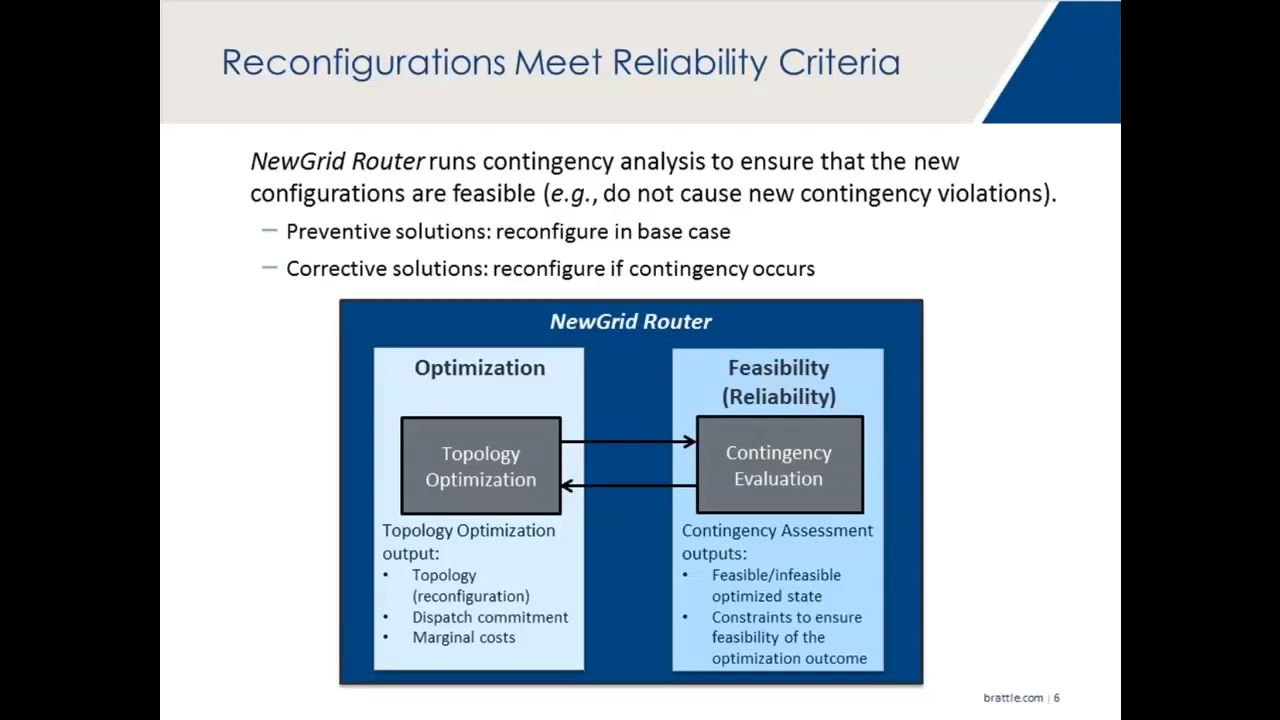 Reconfigurations Meet Reliability Criteria
NewGrid Router runs contingency analysis to ensure that the new
configurations are feasible (e.g., do not cause new contingency violations).
– Preventive solutions: reconfigure in base case
– Corrective solutions: reconfigure if contingency occurs
NewGrid Router
Optimization
Topology
Optimization
Topology Optimization
output:
• Topology
(reconfiguration)
• Dispatch commitment
• Marginal costs
Feasibility
(Reliability)
Contingency
Evaluation
Contingency Assessment
outputs:
• Feasible/infeasible
optimized state
• Constraints to ensure
feasibility of the
optimization outcome
brattle.com | 6